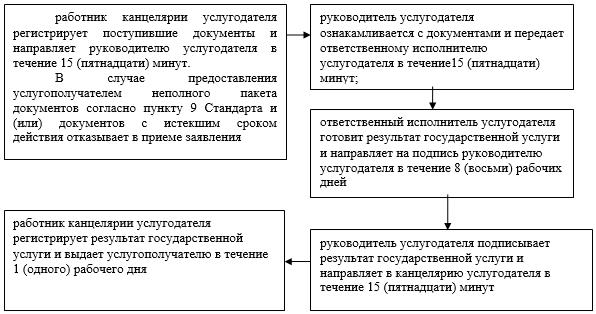 работник канцелярии услугодателя
регистрирует поступившие документы и
направляет руководителю услугодателя в
течение 15 (пятнадцати) минут.
В случае предоставления
услугополучателем неполного пакета
документов согласно пункту 9 Стандарта и
(или) документов с истекшим сроком
действия отказывает в приеме заявления
руководитель услугодателя
ознакамливается с документами и передает
ответственному исполнителю
услугодателя в течение15 (пятнадцати)
минут;
ответственный исполнитель услугодателя
готовит результат государственной услуги
и направляет на подпись руководителю
услугодателя в течение 8 (восьми) рабочих
дней
руководитель услугодателя подписывает
результат государственной услуги и
направляет в канцелярию услугодателя в
течение 15 (пятнадцати) минут
работник канцелярии услугодателя
регистрирует результат государственной
услуги и выдает услугополучателю в течение
1 (одного) рабочего дня